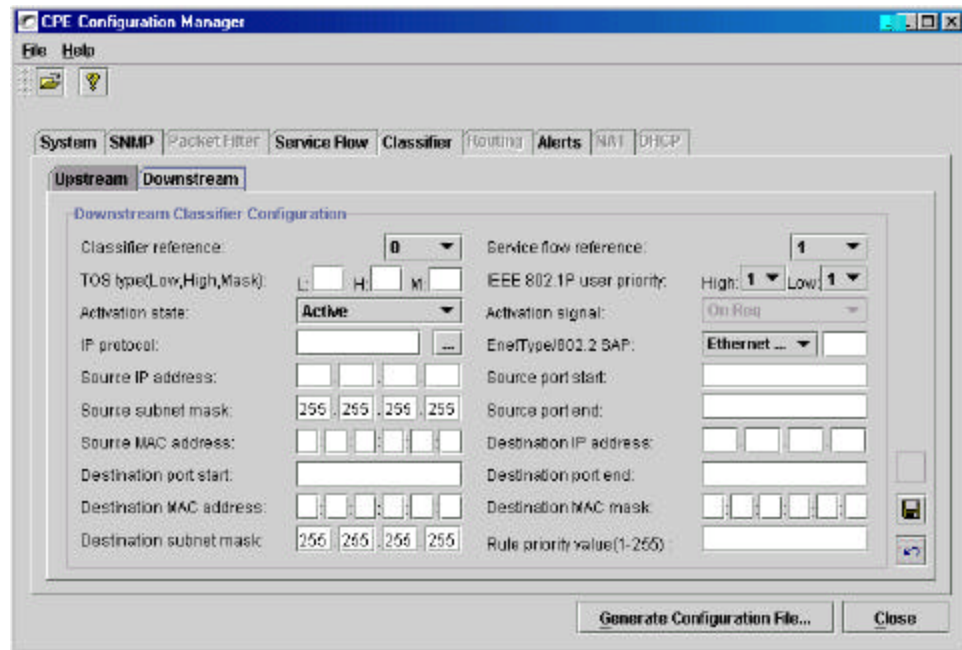 CPE Configuration Manager
File Help
System SNMP Packet Filter Service Flow Classifier Routing Alerts NAT DHCP
Upstream Downstream
Downstream Classifier Configuration
Classifier reference: 0 Service flow reference: 1
TOS type(Low,High,Mask): L: H: M: IEEE 802.1P user priority: High: 1 Low: 1
Activation state: Active Activation signal: On Req
IP protocol: ... EnetType/802.2 SAP: Ethernet ...
Source IP address: . . . Source port start:
Source subnet mask: 255 . 255 . 255 . 255 Source port end:
Source MAC address: : : : : : Destination IP address: . . .
Destination port start: Destination port end:
Destination MAC address: : : : : : Destination MAC mask: : : : : :
Destination subnet mask: 255 . 255 . 255 . 255 Rule priority value(1-255) :
Generate Configuration File... Close